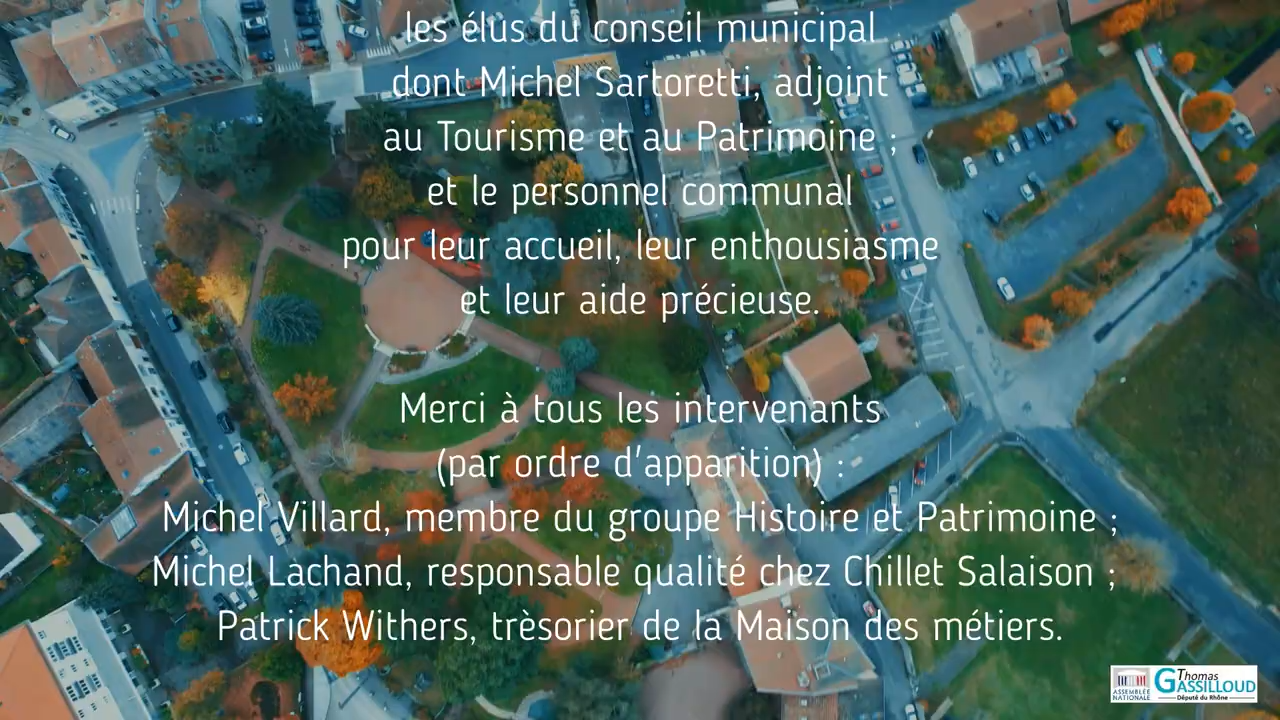 les élus du conseil municipal
dont Michel Sartoretti, adjoint
au Tourisme et au Patrimoine ;
et le personnel communal
pour leur accueil, leur enthousiasme
et leur aide précieuse.
Merci à tous les intervenants
(par ordre d'apparition) :
Michel Villard, membre du groupe Histoire et Patrimoine ;
Michel Lachand, responsable qualité chez Chillet Salaison ;
Patrick Withers, trèsorier de la Maison des métiers.
ASSEMBLÉE
NATIONALE
Thomas
GASSILLOUD
Député du Rhône